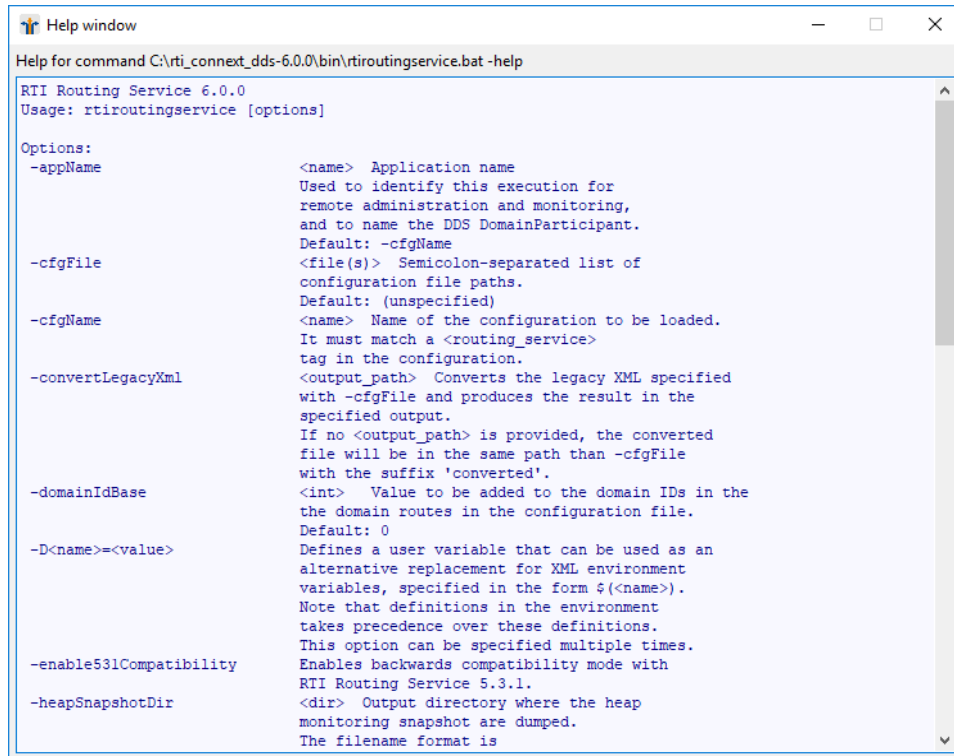 Help window
Help for command C:\rti_connext_dds-6.0.0\bin\rtiroutingservice.bat -help
RTI Routing Service 6.0.0
Usage: rtiroutingservice [options]
Options:
-appName <name> Application name
Used to identify this execution for
remote administration and monitoring,
and to name the DDS DomainParticipant.
Default: -cfgName
-cfgFile <file(s)> Semicolon-separated list of
configuration file paths.
Default: (unspecified)
-cfgName <name> Name of the configuration to be loaded.
It must match a <routing_service>
tag in the configuration.
-convertLegacyXml <output_path> Converts the legacy XML specified
with -cfgFile and produces the result in the
specified output.
If no <output_path> is provided, the converted
file will be in the same path than -cfgFile
with the suffix 'converted'.
-domainIdBase <int> Value to be added to the domain IDs in the
the domain routes in the configuration file.
Default: 0
-D<name>=<value> Defines a user variable that can be used as an
alternative replacement for XML environment
variables, specified in the form $(<name>).
Note that definitions in the environment
takes precedence over these definitions.
This option can be specified multiple times.
-enable531Compatibility Enables backwards compatibility mode with
RTI Routing Service 5.3.1.
-heapSnapshotDir <dir> Output directory where the heap
monitoring snapshot are dumped.
The filename format is